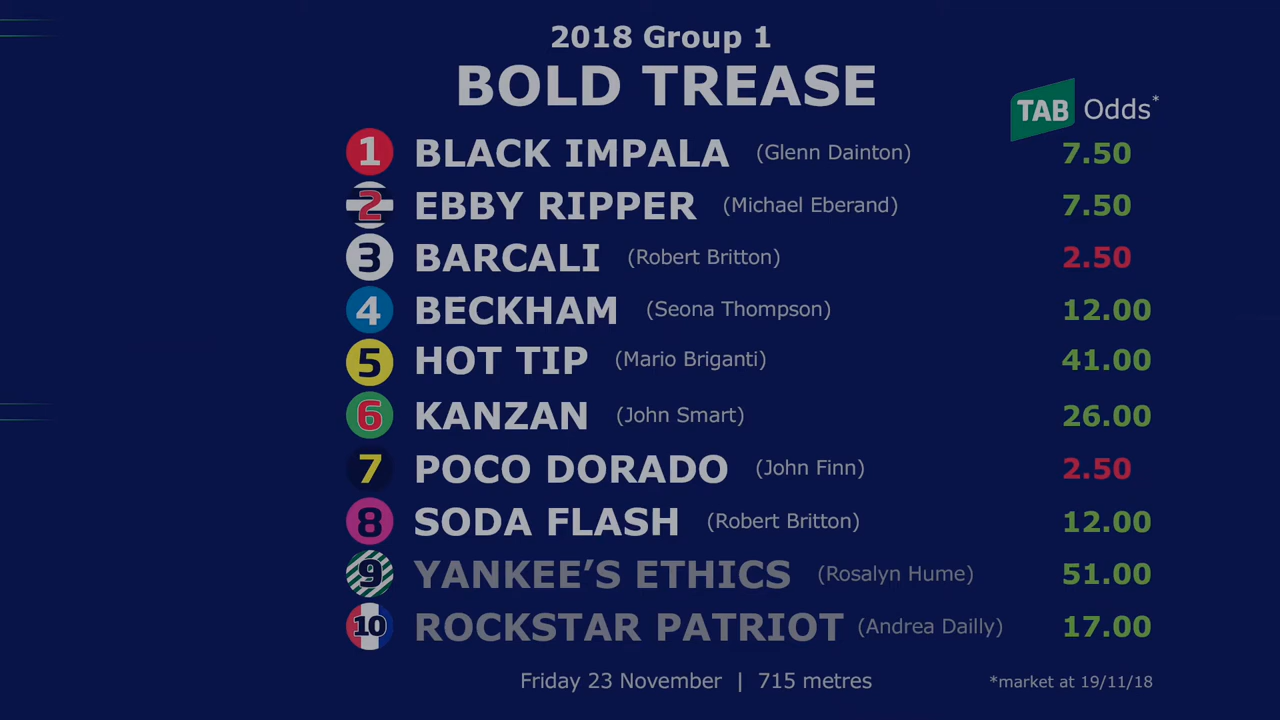 2018 Group 1
BOLD TREASE
TAB Odds*
1 BLACK IMPALA (Glenn Dainton) 7.50
2 EBBY RIPPER (Michael Eberand) 7.50
3 BARCALI (Robert Britton) 2.50
4 BECKHAM (Seona Thompson) 12.00
5 HOT TIP (Mario Briganti) 41.00
6 KANZAN (John Smart) 26.00
7 POCO DORADO (John Finn) 2.50
8 SODA FLASH (Robert Britton) 12.00
9 YANKEE’S ETHICS (Rosalyn Hume) 51.00
10 ROCKSTAR PATRIOT (Andrea Dailly) 17.00
Friday 23 November | 715 metres *market at 19/11/18